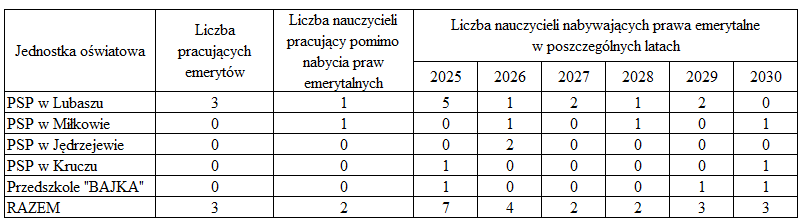 Jednostka oświatowa
Liczba
pracujących
emerytów
Liczba nauczycieli
pracujący pomimo
nabycia praw
emerytalnych
Liczba nauczycieli nabywających prawa emerytalne
w poszczególnych latach
2025 2026 2027 2028 2029 2030
PSP w Lubaszu 3 1 5 1 2 1 2 0
PSP w Miłkowie 0 1 0 1 0 1 0 1
PSP w Jędrzejewie 0 0 0 2 0 0 0 0
PSP w Kruczu 0 0 1 0 0 0 0 1
Przedszkole "BAJKA" 0 0 1 0 0 0 1 1
RAZEM 3 2 7 4 2 2 3 3